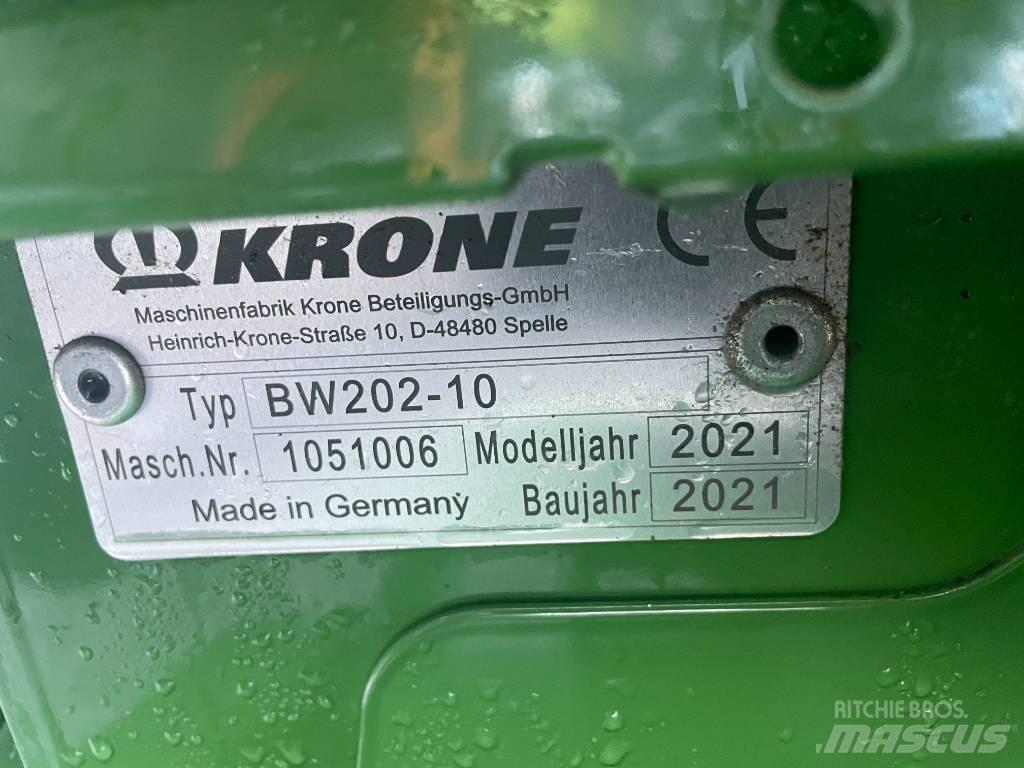 KRONE CE
Maschinenfabrik Krone Beteiligungs-GmbH
Heinrich-Krone-Straße 10, D-48480 Spelle
Typ BW202-10
Masch.Nr. 1051006 Modelljahr 2021
Made in Germany Baujahr 2021
RITCHIE BROS.
MASCUS